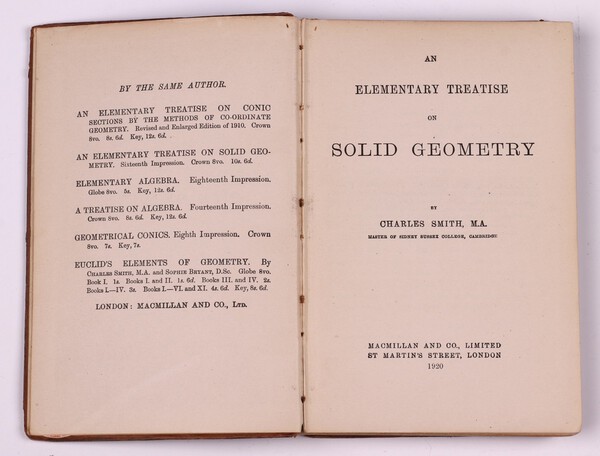 BY THE SAME AUTHOR.
AN ELEMENTARY TREATISE ON CONIC
SECTIONS BY THE METHODS OF CO-ORDINATE
GEOMETRY. Revised and Enlarged Edition of 1910. Crown
8vo. 8s. 6d. Key, 12s. 6d.
AN ELEMENTARY TREATISE ON SOLID GEO-
METRY. Sixteenth Impression. Crown 8vo. 10s. 6d.
ELEMENTARY ALGEBRA. Eighteenth Impression.
Globe 8vo. 5s. Key, 12s. 6d.
A TREATISE ON ALGEBRA. Fourteenth Impression.
Crown 8vo. 8s. 6d. Key, 12s. 6d.
GEOMETRICAL CONICS. Eighth Impression. Crown
8vo. 7s. Key, 7s.
EUCLID'S ELEMENTS OF GEOMETRY. By
CHARLES SMITH, M.A. and SOPHIE BRYANT, D.Sc. Globe 8vo.
Book I. 1s. Books I. and II. 1s. 6d. Books III. and IV. 2s.
Books I.—IV. 3s. Books I.—VI. and XI. 4s. 6d. Key, 8s. 6d.
LONDON: MACMILLAN AND CO., LTD.
AN
ELEMENTARY TREATISE
ON
SOLID GEOMETRY
BY
CHARLES SMITH, M.A.
MASTER OF SIDNEY SUSSEX COLLEGE, CAMBRIDGE
MACMILLAN AND CO., LIMITED
ST MARTIN'S STREET, LONDON
1920